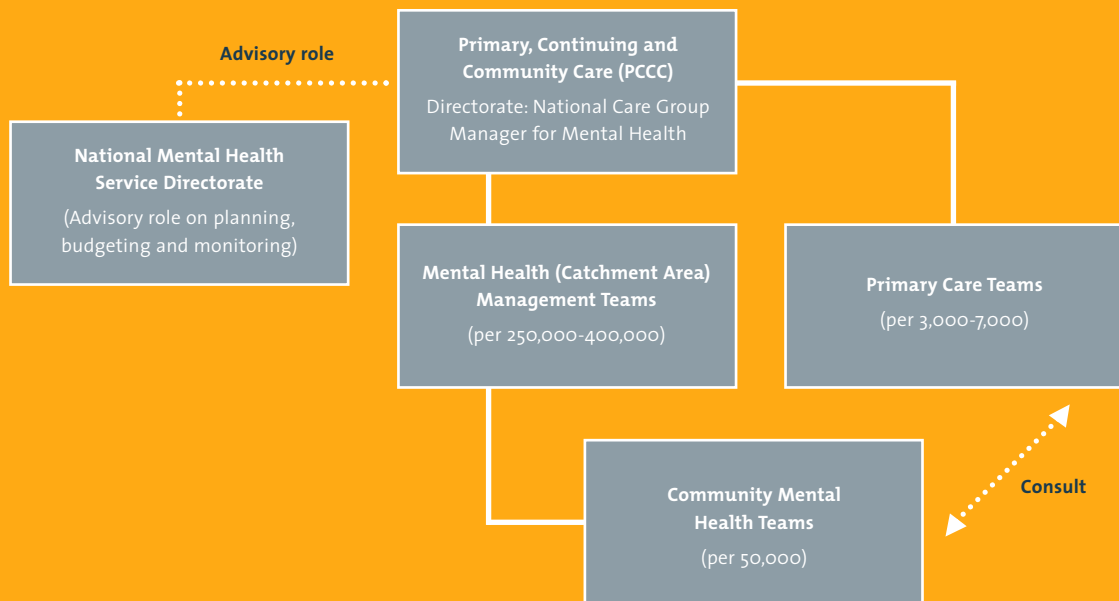 Advisory role
Primary, Continuing and
Community Care (PCCC)
Directorate: National Care Group
Manager for Mental Health
National Mental Health
Service Directorate
(Advisory role on planning,
budgeting and monitoring)
Mental Health (Catchment Area)
Management Teams
(per 250,000-400,000)
Primary Care Teams
(per 3,000-7,000)
Community Mental
Health Teams
(per 50,000)
Consult